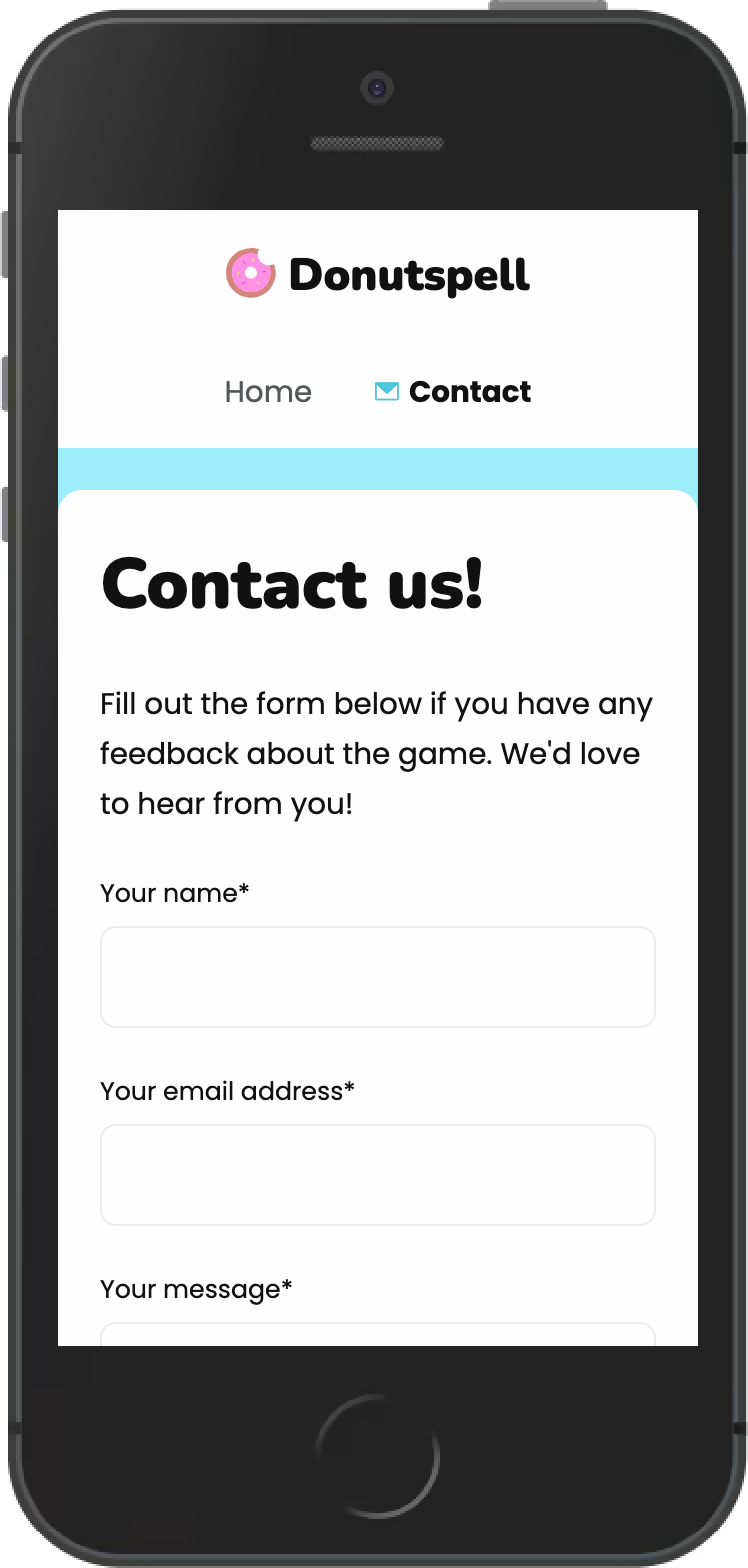 Donutspell
Home
Contact
Contact us!
Fill out the form below if you have any
feedback about the game. We'd love
to hear from you!
Your name*
Your email address*
Your message*